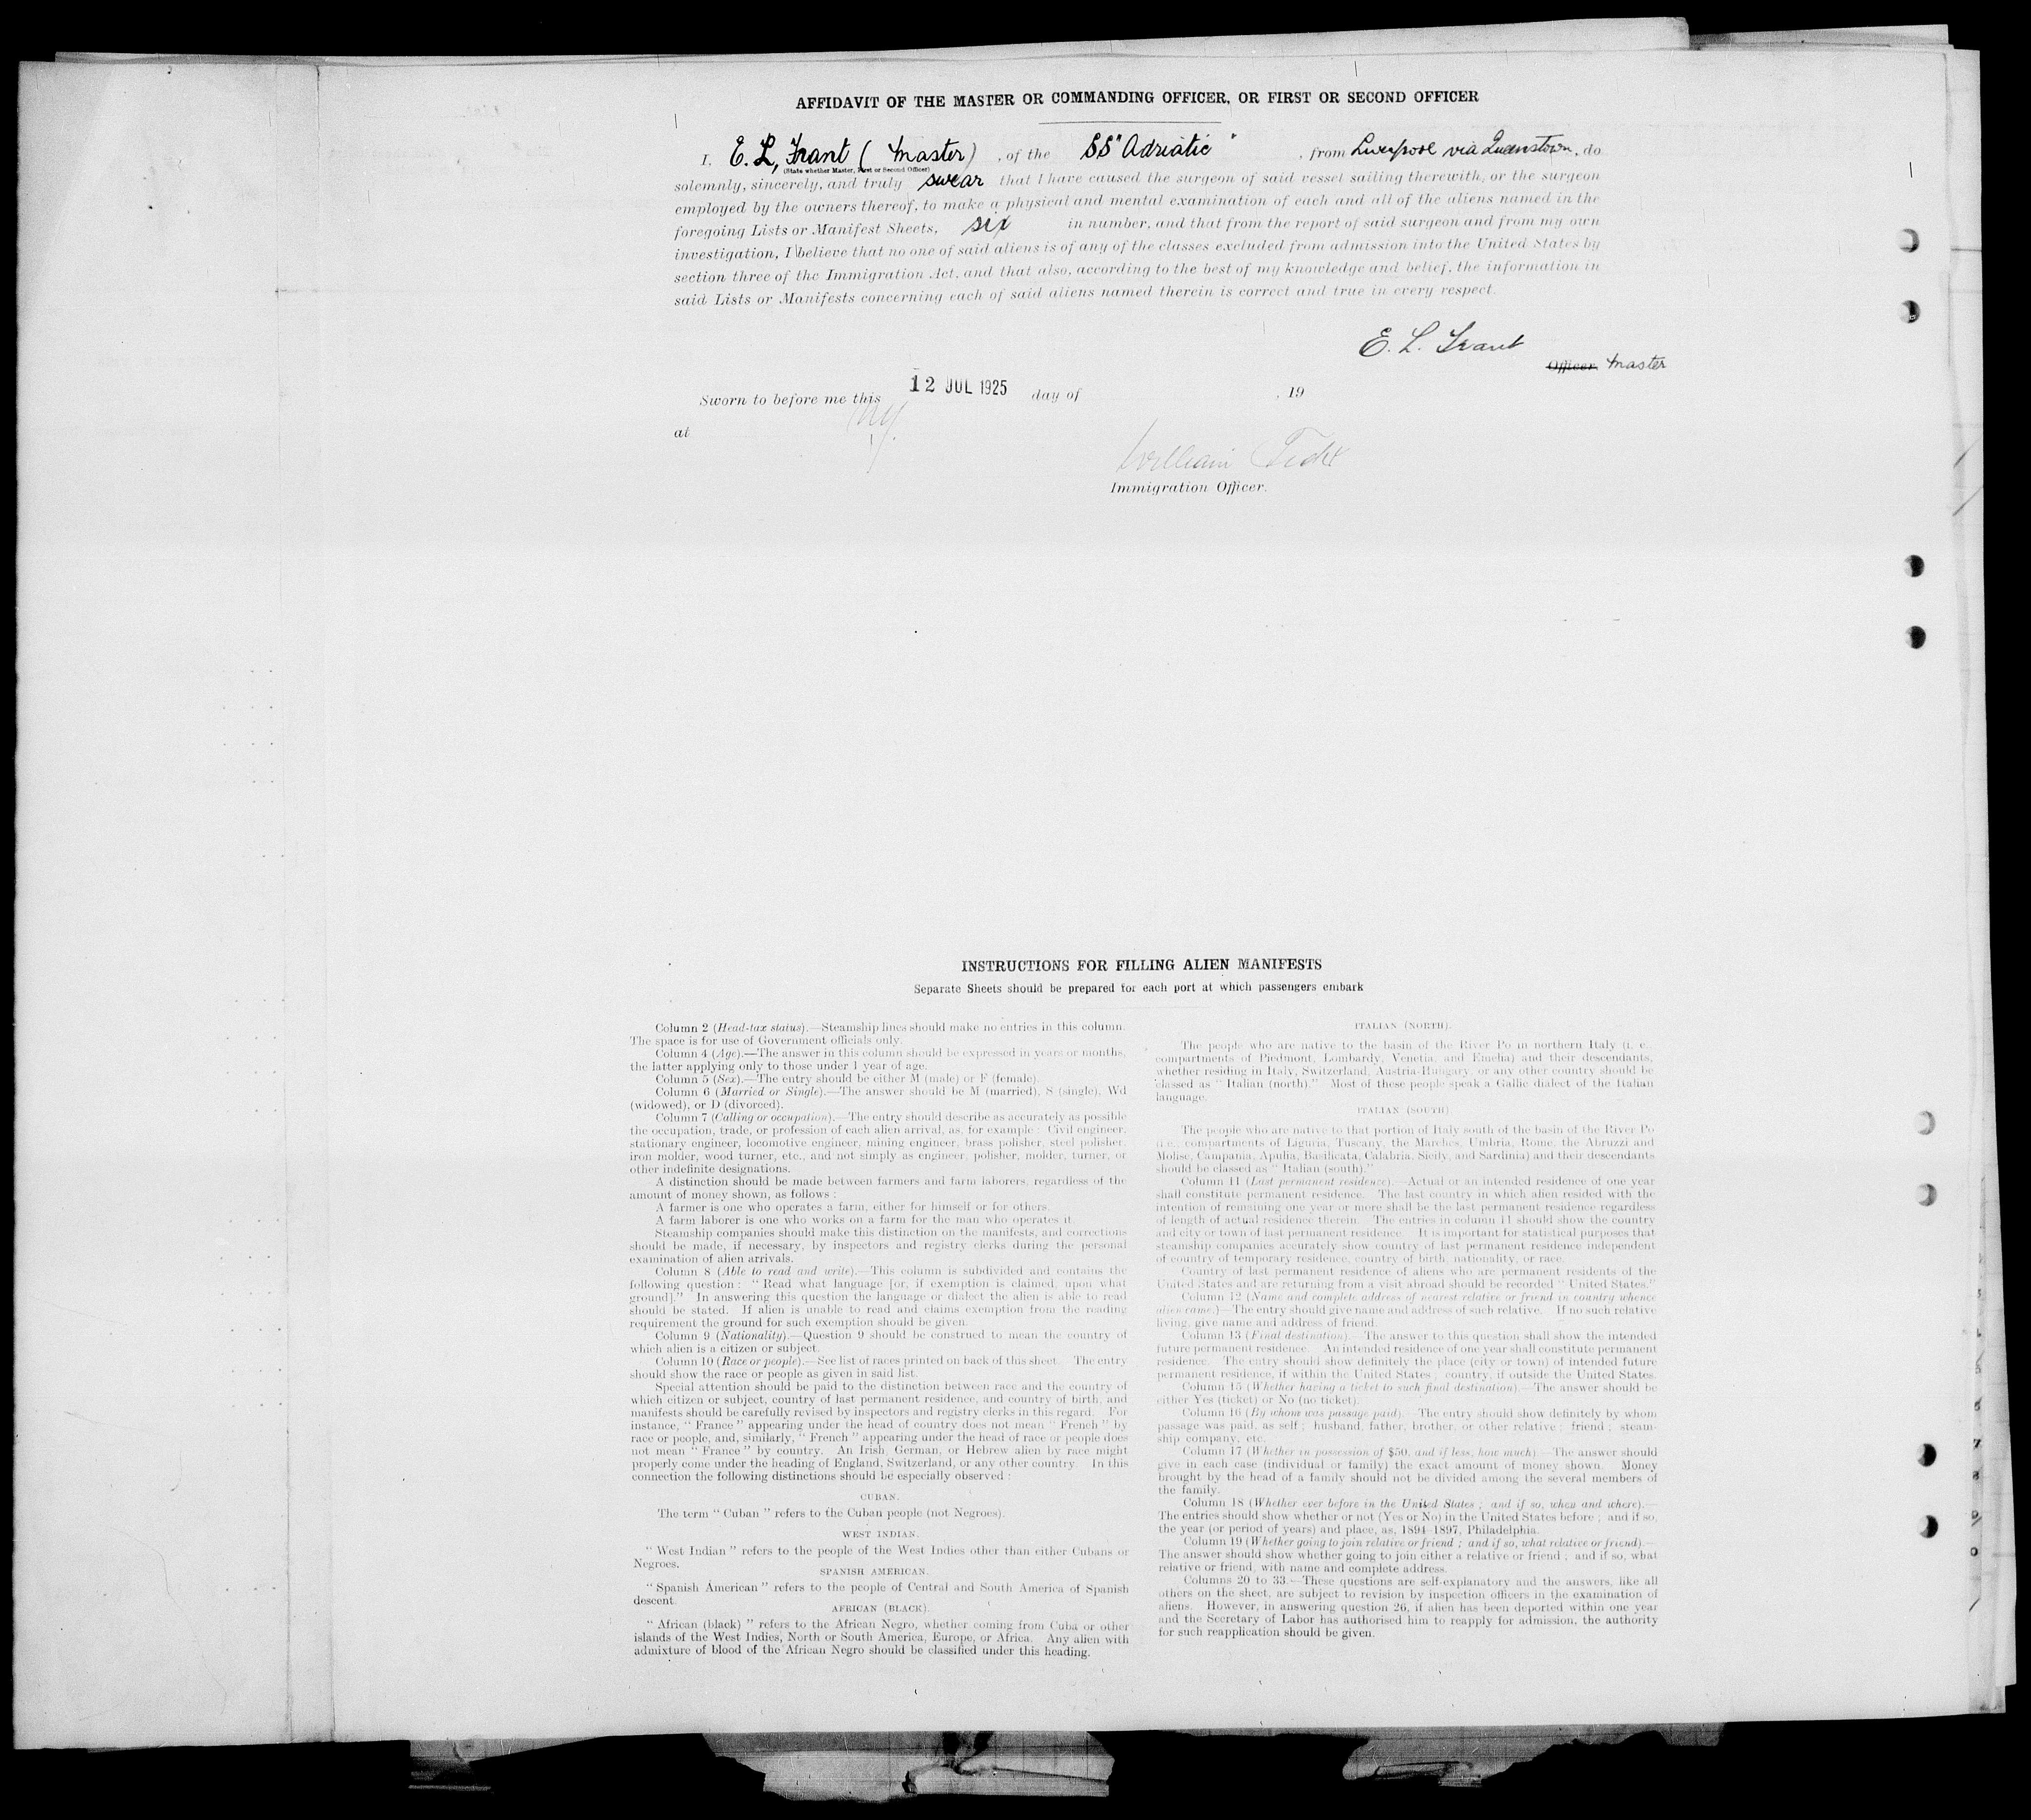 AFFIDAVIT OF THE MASTER OR COMMANDING OFFICER, OR FIRST OR SECOND OFFICER
I, E. L. Trant (Master), of the SS "Adriatic", from Liverpool via Queenstown, do
(State whether Master, First or Second Officer)
solemnly, sincerely, and truly swear that I have caused the surgeon of said vessel sailing therewith, or the surgeon
employed by the owners thereof, to make a physical and mental examination of each and all of the aliens named in the
foregoing Lists or Manifest Sheets, six in number, and that from the report of said surgeon and from my own
investigation, I believe that no one of said aliens is of any of the classes excluded from admission into the United States by
section three of the Immigration Act, and that also, according to the best of my knowledge and belief, the information in
said Lists or Manifests concerning each of said aliens named therein is correct and true in every respect.
E. L. Trant
Officer. Master
Sworn to before me this 12 JUL 1925 day of , 19
at NY
William
Immigration Officer.
INSTRUCTIONS FOR FILLING ALIEN MANIFESTS
Separate Sheets should be prepared for each port at which passengers embark
Column 2 (Head-tax status).—Steamship lines should make no entries in this column.
The space is for use of Government officials only.
Column 4 (Age).—The answer in this column should be expressed in years or months,
the latter applying only to those under 1 year of age.
Column 5 (Sex).—The entry should be either M (male) or F (female).
Column 6 (Married or Single).—The answer should be M (married), S (single), Wd
(widowed), or D (divorced).
Column 7 (Calling or occupation).—The entry should describe as accurately as possible
the occupation, trade, or profession of each alien arrival, as, for example : Civil engineer,
stationary engineer, locomotive engineer, mining engineer, brass polisher, steel polisher,
iron molder, wood turner, etc., and not simply as engineer, polisher, molder, turner, or
other indefinite designations.
A distinction should be made between farmers and farm laborers, regardless of the
amount of money shown, as follows :
A farmer is one who operates a farm, either for himself or for others.
A farm laborer is one who works on a farm for the man who operates it.
Steamship companies should make this distinction on the manifests, and corrections
should be made, if necessary, by inspectors and registry clerks during the personal
examination of alien arrivals.
Column 8 (Able to read and write).—This column is subdivided and contains the
following question : " Read what language [or, if exemption is claimed, upon what
ground]." In answering this question the language or dialect the alien is able to read
should be stated. If alien is unable to read and claims exemption from the reading
requirement the ground for such exemption should be given.
Column 9 (Nationality).—Question 9 should be construed to mean the country of
which alien is a citizen or subject.
Column 10 (Race or people).—See list of races printed on back of this sheet. The entry
should show the race or people as given in said list.
Special attention should be paid to the distinction between race and the country of
which citizen or subject, country of last permanent residence, and country of birth, and
manifests should be carefully revised by inspectors and registry clerks in this regard. For
instance, " France " appearing under the head of country does not mean " French " by
race or people, and, similarly, " French " appearing under the head of race or people does
not mean " France " by country. An Irish, German, or Hebrew alien by race might
properly come under the heading of England, Switzerland, or any other country. In this
connection the following distinctions should be especially observed :
CUBAN.
The term " Cuban " refers to the Cuban people (not Negroes).
WEST INDIAN.
" West Indian " refers to the people of the West Indies other than either Cubans or
Negroes.
SPANISH AMERICAN.
" Spanish American " refers to the people of Central and South America of Spanish
descent.
AFRICAN (BLACK).
" African (black) " refers to the African Negro, whether coming from Cuba or other
islands of the West Indies, North or South America, Europe, or Africa. Any alien with
admixture of blood of the African Negro should be classified under this heading.
ITALIAN (NORTH).
The people who are native to the basin of the River Po in northern Italy (i. e.,
compartments of Piedmont, Lombardy, Venetia, and Emelia) and their descendants,
whether residing in Italy, Switzerland, Austria-Hungary, or any other country should be
classed as " Italian (north)." Most of these people speak a Gallic dialect of the Italian
language.
ITALIAN (SOUTH).
The people who are native to that portion of Italy south of the basin of the River Po
(i.e., compartments of Liguria, Tuscany, the Marches, Umbria, Rome, the Abruzzi and
Molise, Campania, Apulia, Basilicata, Calabria, Sicily, and Sardinia) and their descendants
should be classed as " Italian (south)."
Column 11 (Last permanent residence).—Actual or an intended residence of one year
shall constitute permanent residence. The last country in which alien resided with the
intention of remaining one year or more shall be the last permanent residence regardless
of length of actual residence therein. The entries in column 11 should show the country
and city or town of last permanent residence. It is important for statistical purposes that
steamship companies accurately show country of last permanent residence independent
of country of temporary residence, country of birth, nationality, or race.
Country of last permanent residence of aliens who are permanent residents of the
United States and are returning from a visit abroad should be recorded " United States."
Column 12 (Name and complete address of nearest relative or friend in country whence
alien came.)—The entry should give name and address of such relative. If no such relative
living, give name and address of friend.
Column 13 (Final destination).—The answer to this question shall show the intended
future permanent residence. An intended residence of one year shall constitute permanent
residence. The entry should show definitely the place (city or town) of intended future
permanent residence, if within the United States ; country, if outside the United States.
Column 15 (Whether having a ticket to such final destination).—The answer should be
either Yes (ticket) or No (no ticket).
Column 16 (By whom was passage paid).—The entry should show definitely by whom
passage was paid, as self ; husband, father, brother, or other relative ; friend ; steam-
ship company, etc.
Column 17 (Whether in possession of $50, and if less, how much).—The answer should
give in each case (individual or family) the exact amount of money shown. Money
brought by the head of a family should not be divided among the several members of
the family.
Column 18 (Whether ever before in the United States ; and if so, when and where).—
The entries should show whether or not (Yes or No) in the United States before ; and if so,
the year (or period of years) and place, as, 1894-1897, Philadelphia.
Column 19 (Whether going to join relative or friend ; and if so, what relative or friend).—
The answer should show whether going to join either a relative or friend ; and if so, what
relative or friend, with name and complete address.
Columns 20 to 33.—These questions are self-explanatory and the answers, like all
others on the sheet, are subject to revision by inspection officers in the examination of
aliens. However, in answering question 26, if alien has been deported within one year
and the Secretary of Labor has authorised him to reapply for admission, the authority
for such reapplication should be given.